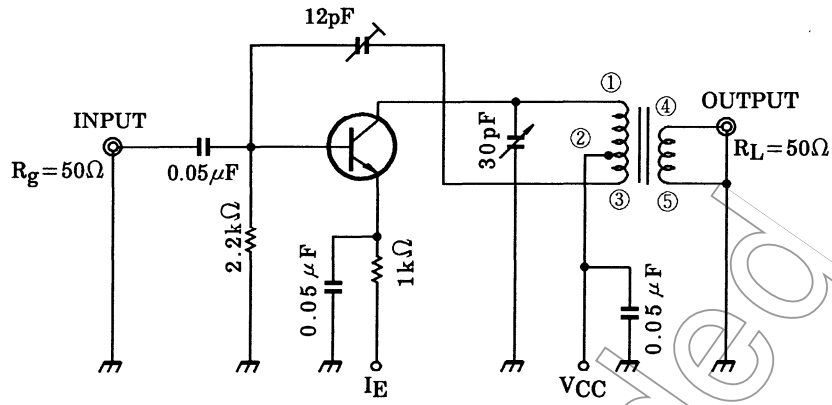 12pF
INPUT
Rg=50Ω
0.05μF
2.2kΩ
0.05μF
1kΩ
IE
30pF
①
②
③
④
⑤
OUTPUT
RL=50Ω
VCC
0.05μF